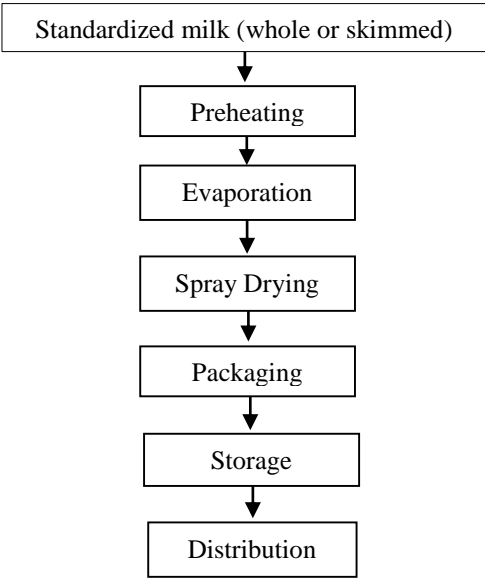 Standardized milk (whole or skimmed)
Preheating
Evaporation
Spray Drying
Packaging
Storage
Distribution